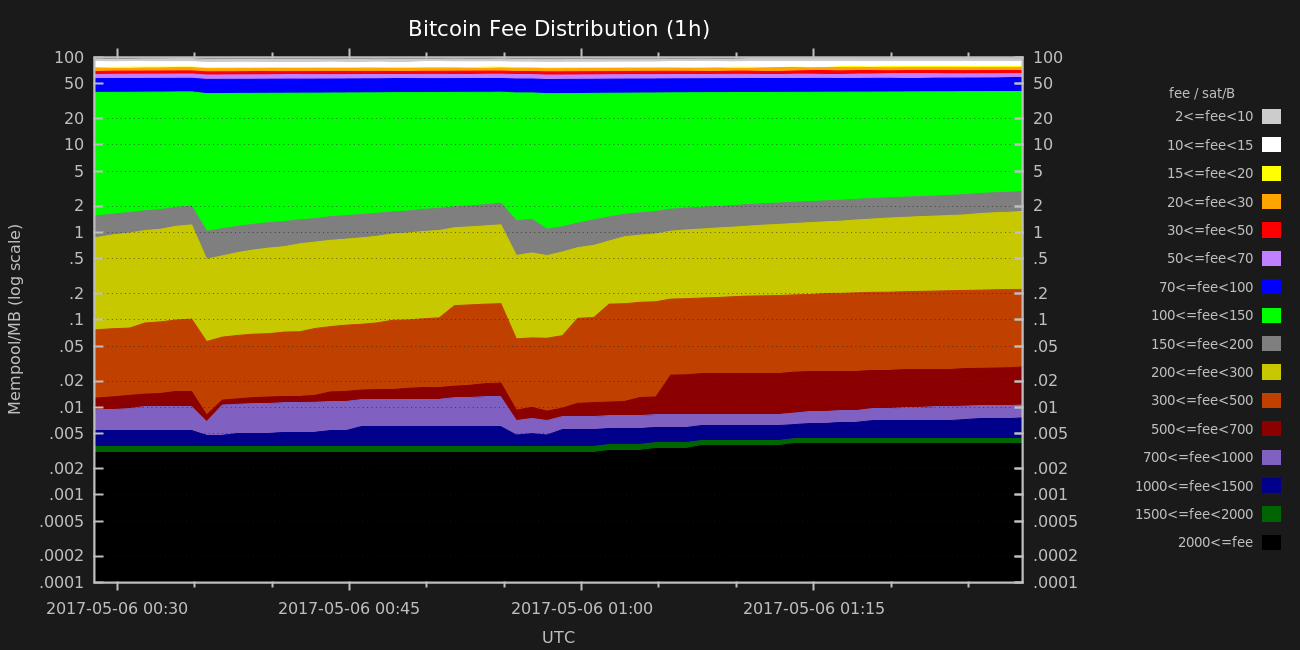 Bitcoin Fee Distribution (1h)
100
50
20
10
5
2
1
.5
.2
.1
.05
.02
.01
.005
.002
.001
.0005
.0002
.0001
Mempool/MB (log scale)
100
50
20
10
5
2
1
.5
.2
.1
.05
.02
.01
.005
.002
.001
.0005
.0002
.0001
2017-05-06 00:30
2017-05-06 00:45
2017-05-06 01:00
2017-05-06 01:15
UTC
fee / sat/B
2<=fee<10
10<=fee<15
15<=fee<20
20<=fee<30
30<=fee<50
50<=fee<70
70<=fee<100
100<=fee<150
150<=fee<200
200<=fee<300
300<=fee<500
500<=fee<700
700<=fee<1000
1000<=fee<1500
1500<=fee<2000
2000<=fee